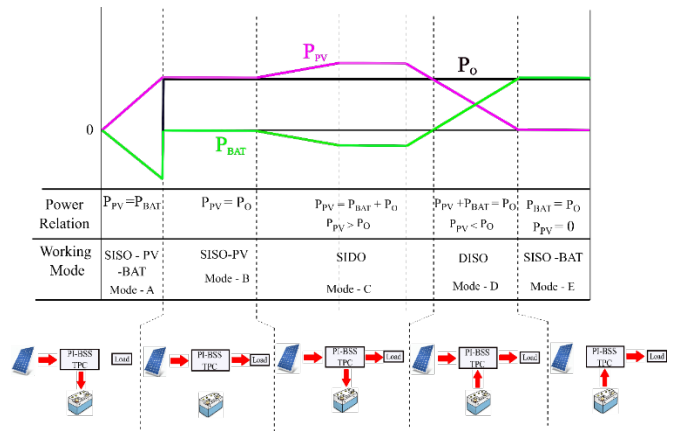 P_PV
P_O
0
P_BAT
Power Relation
P_PV = P_BAT
P_PV = P_O
P_PV = P_BAT + P_O
P_PV > P_O
P_PV + P_BAT = P_O
P_PV < P_O
P_BAT = P_O
P_PV = 0
Working Mode
SISO - PV
-BAT
Mode - A
SISO-PV
Mode - B
SIDO
Mode - C
DISO
Mode - D
SISO -BAT
Mode - E
PI-BSS
TPC
Load
PI-BSS
TPC
Load
PI-BSS
TPC
Load
PI-BSS
TPC
Load
PI-BSS
TPC
Load